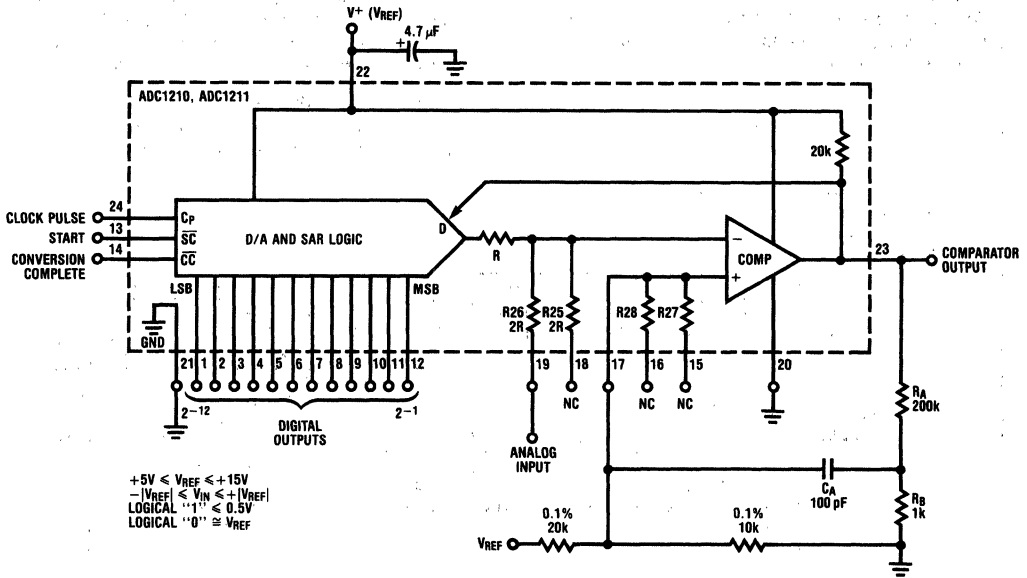 V+ (VREF)
4.7 μF
+
22
ADC1210, ADC1211
20k
CLOCK PULSE 24 CP
START 13 SC
CONVERSION COMPLETE 14 CC
D/A AND SAR LOGIC
D
R
−
+
COMP
23
COMPARATOR OUTPUT
LSB
MSB
R26 2R
R25 2R
R28
R27
GND
21 1 2 3 4 5 6 7 8 9 10 11 12
19 18 17 16 15 20
2−12
2−1
NC
NC
NC
DIGITAL OUTPUTS
ANALOG INPUT
RA
200k
CA
100 pF
RB
1k
+5V ≤ VREF ≤ +15V
−|VREF| ≤ VIN ≤ +|VREF|
LOGICAL "1" ≤ 0.5V
LOGICAL "0" ≅ VREF
VREF
0.1%
20k
0.1%
10k